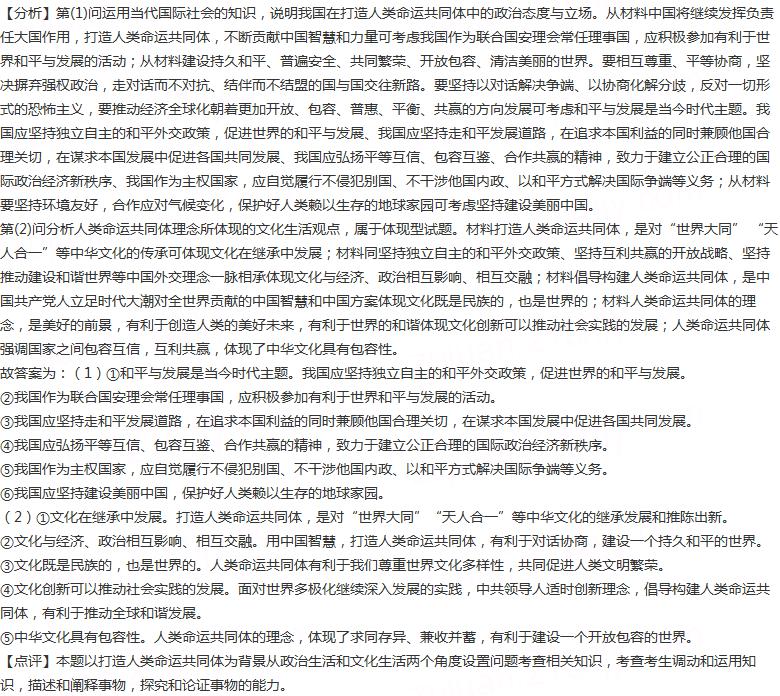 【分析】第(1)问运用当代国际社会的知识，说明我国在打造人类命运共同体中的政治态度与立场。从材料中国将继续发挥负责
任大国作用，打造人类命运共同体，不断贡献中国智慧和力量可考虑我国作为联合国安理会常任理事国，应积极参加有利于世
界和平与发展的活动；从材料建设持久和平、普遍安全、共同繁荣、开放包容、清洁美丽的世界。要相互尊重、平等协商，坚
决摒弃强权政治，走对话而不对抗、结伴而不结盟的国与国交往新路。要坚持以对话解决争端、以协商化解分歧，反对一切形
式的恐怖主义，要推动经济全球化朝着更加开放、包容、普惠、平衡、共赢的方向发展可考虑和平与发展是当今时代主题。我
国应坚持独立自主的和平外交政策，促进世界的和平与发展、我国应坚持走和平发展道路，在追求本国利益的同时兼顾他国合
理关切，在谋求本国发展中促进各国共同发展、我国应弘扬平等互信、包容互鉴、合作共赢的精神，致力于建立公正合理的国
际政治经济新秩序、我国作为主权国家，应自觉履行不侵犯别国、不干涉他国内政、以和平方式解决国际争端等义务；从材料
要坚持环境友好，合作应对气候变化，保护好人类赖以生存的地球家园可考虑坚持建设美丽中国。
第(2)问分析人类命运共同体理念所体现的文化生活观点，属于体现型试题。材料打造人类命运共同体，是对“世界大同” “天
人合一”等中华文化的传承可体现文化在继承中发展；材料同坚持独立自主的和平外交政策、坚持互利共赢的开放战略、坚持
推动建设和谐世界等中国外交理念一脉相承体现文化与经济、政治相互影响、相互交融；材料倡导构建人类命运共同体，是中
国共产党人立足时代大潮对全世界贡献的中国智慧和中国方案体现文化既是民族的，也是世界的；材料人类命运共同体的理
念，是美好的前景，有利于创造人类的美好未来，有利于世界的和谐体现文化创新可以推动社会实践的发展；人类命运共同体
强调国家之间包容互信，互利共赢，体现了中华文化具有包容性。
故答案为：（1）①和平与发展是当今时代主题。我国应坚持独立自主的和平外交政策，促进世界的和平与发展。
②我国作为联合国安理会常任理事国，应积极参加有利于世界和平与发展的活动。
③我国应坚持走和平发展道路，在追求本国利益的同时兼顾他国合理关切，在谋求本国发展中促进各国共同发展。
④我国应弘扬平等互信、包容互鉴、合作共赢的精神，致力于建立公正合理的国际政治经济新秩序。
⑤我国作为主权国家，应自觉履行不侵犯别国、不干涉他国内政、以和平方式解决国际争端等义务。
⑥我国应坚持建设美丽中国，保护好人类赖以生存的地球家园。
（2）①文化在继承中发展。打造人类命运共同体，是对“世界大同”“天人合一”等中华文化的继承发展和推陈出新。
②文化与经济、政治相互影响、相互交融。用中国智慧，打造人类命运共同体，有利于对话协商，建设一个持久和平的世界。
③文化既是民族的，也是世界的。人类命运共同体有利于我们尊重世界文化多样性，共同促进人类文明繁荣。
④文化创新可以推动社会实践的发展。面对世界多极化继续深入发展的实践，中共领导人适时创新理念，倡导构建人类命运共
同体，有利于推动全球和谐发展。
⑤中华文化具有包容性。人类命运共同体的理念，体现了求同存异、兼收并蓄，有利于建设一个开放包容的世界。
【点评】本题以打造人类命运共同体为背景从政治生活和文化生活两个角度设置问题考查相关知识，考查考生调动和运用知
识，描述和阐释事物，探究和论证事物的能力。